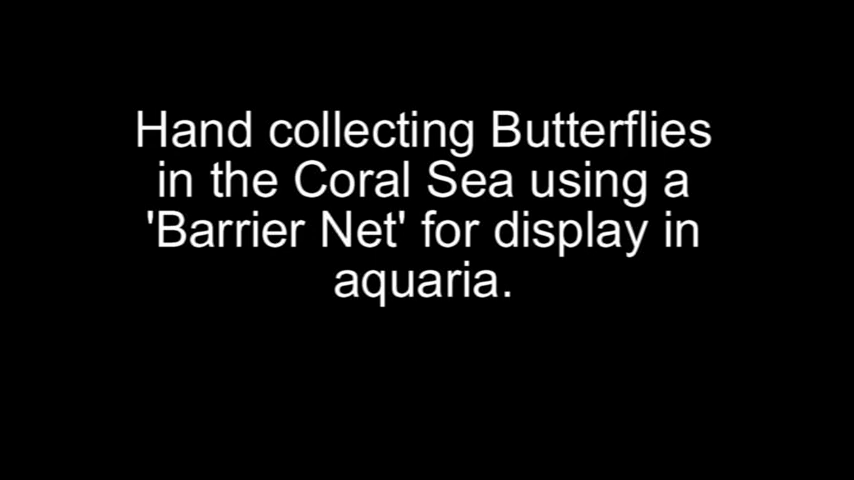 Hand collecting Butterflies
in the Coral Sea using a
'Barrier Net' for display in
aquaria.